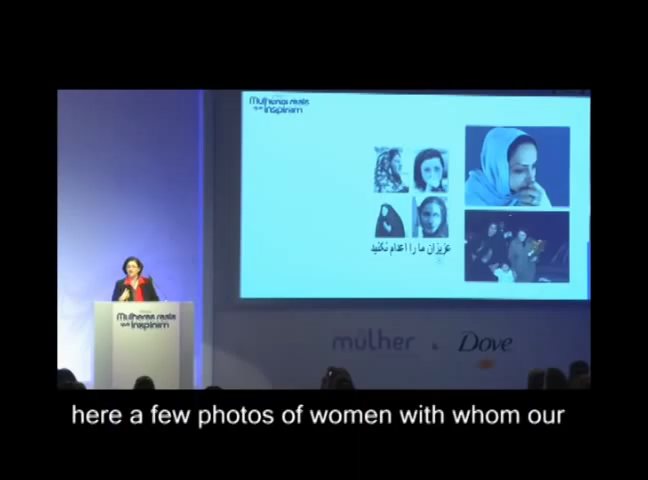 Mulheres reais
que inspiram
عزیزان ما را اعدام نکنید
Mulheres reais
que inspiram
mulher & Dove
here a few photos of women with whom our